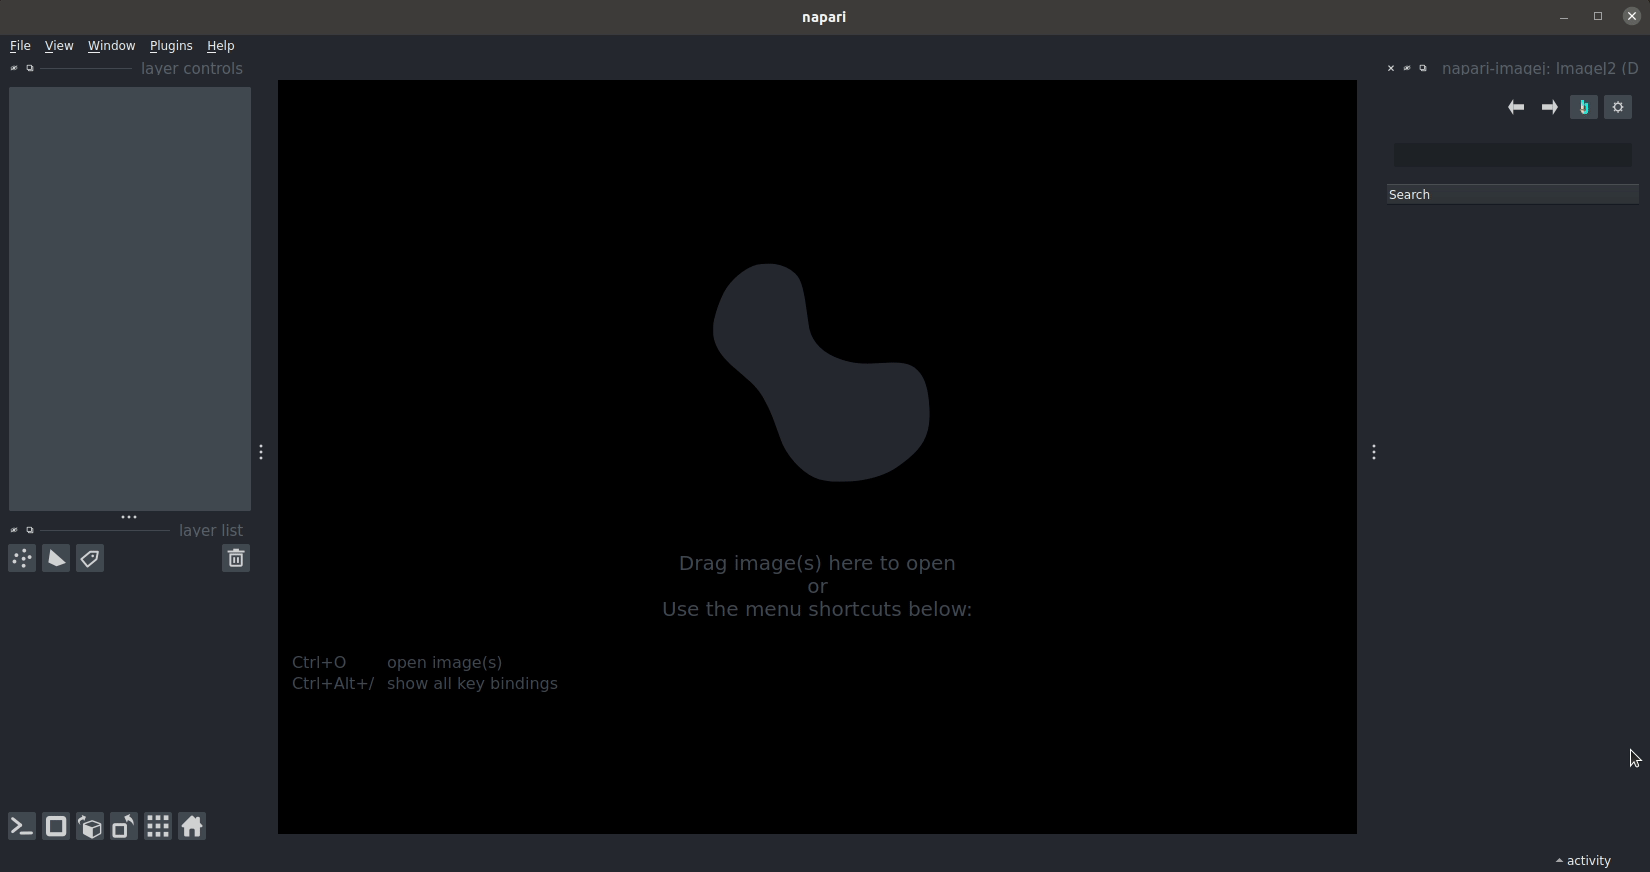 napari
File View Window Plugins Help
layer controls
napari-imagej: ImageJ2 (D
Search
Drag image(s) here to open
or
Use the menu shortcuts below:
Ctrl+O open image(s)
Ctrl+Alt+/ show all key bindings
layer list
activity